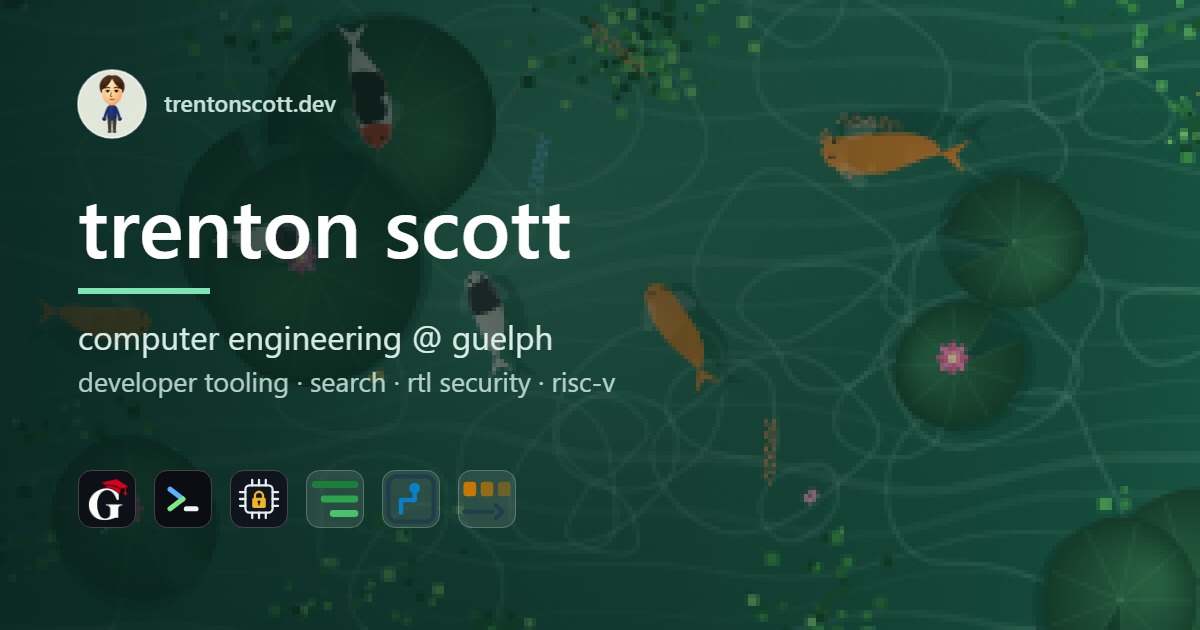 trentonscott.dev
trenton scott
computer engineering @ guelph
developer tooling · search · rtl security · risc-v
G